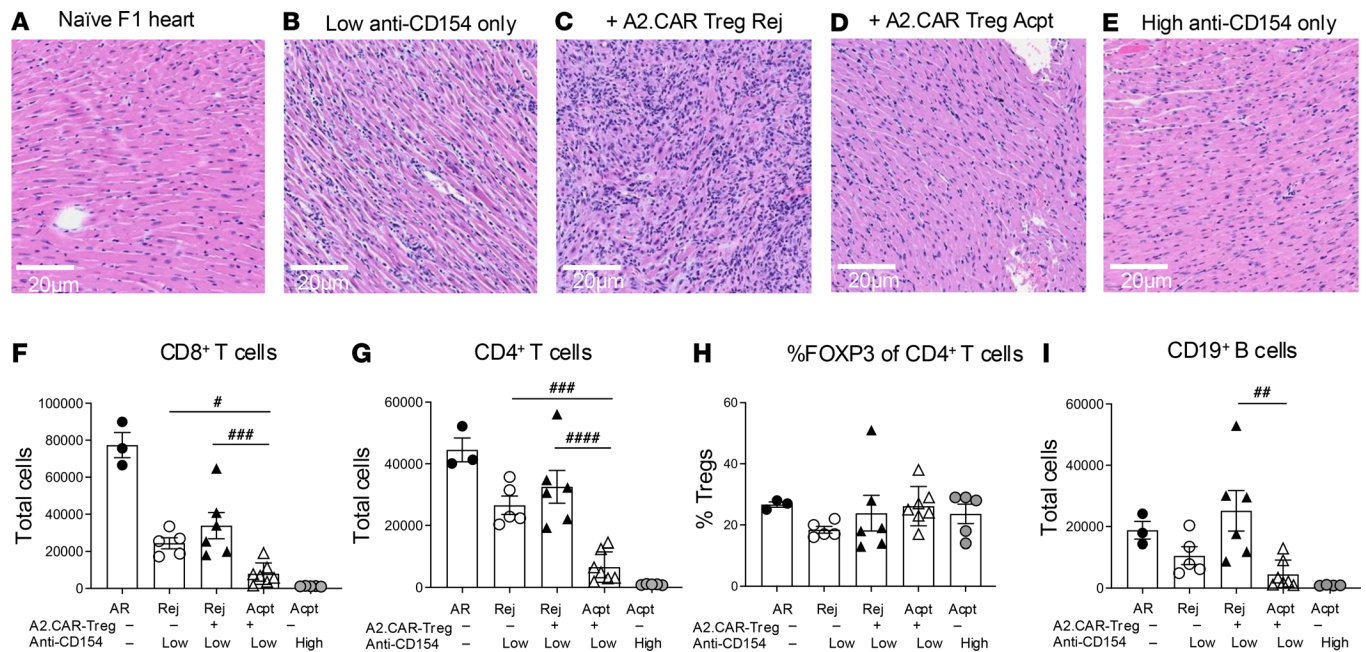 A Naïve F1 heart
B Low anti-CD154 only
C + A2.CAR Treg Rej
D + A2.CAR Treg Acpt
E High anti-CD154 only
20μm
20μm
20μm
20μm
20μm
F CD8⁺ T cells
Total cells
100000
80000
60000
40000
20000
0
#
###
AR Rej Rej Acpt Acpt
A2.CAR-Treg – – + + –
Anti-CD154 – Low Low Low High
G CD4⁺ T cells
Total cells
60000
40000
20000
0
###
####
AR Rej Rej Acpt Acpt
A2.CAR-Treg – – + + –
Anti-CD154 – Low Low Low High
H %FOXP3 of CD4⁺ T cells
% Tregs
60
40
20
0
AR Rej Rej Acpt Acpt
A2.CAR-Treg – – + + –
Anti-CD154 – Low Low Low High
I CD19⁺ B cells
Total cells
60000
40000
20000
0
##
AR Rej Rej Acpt Acpt
A2.CAR-Treg – – + + –
Anti-CD154 – Low Low Low High